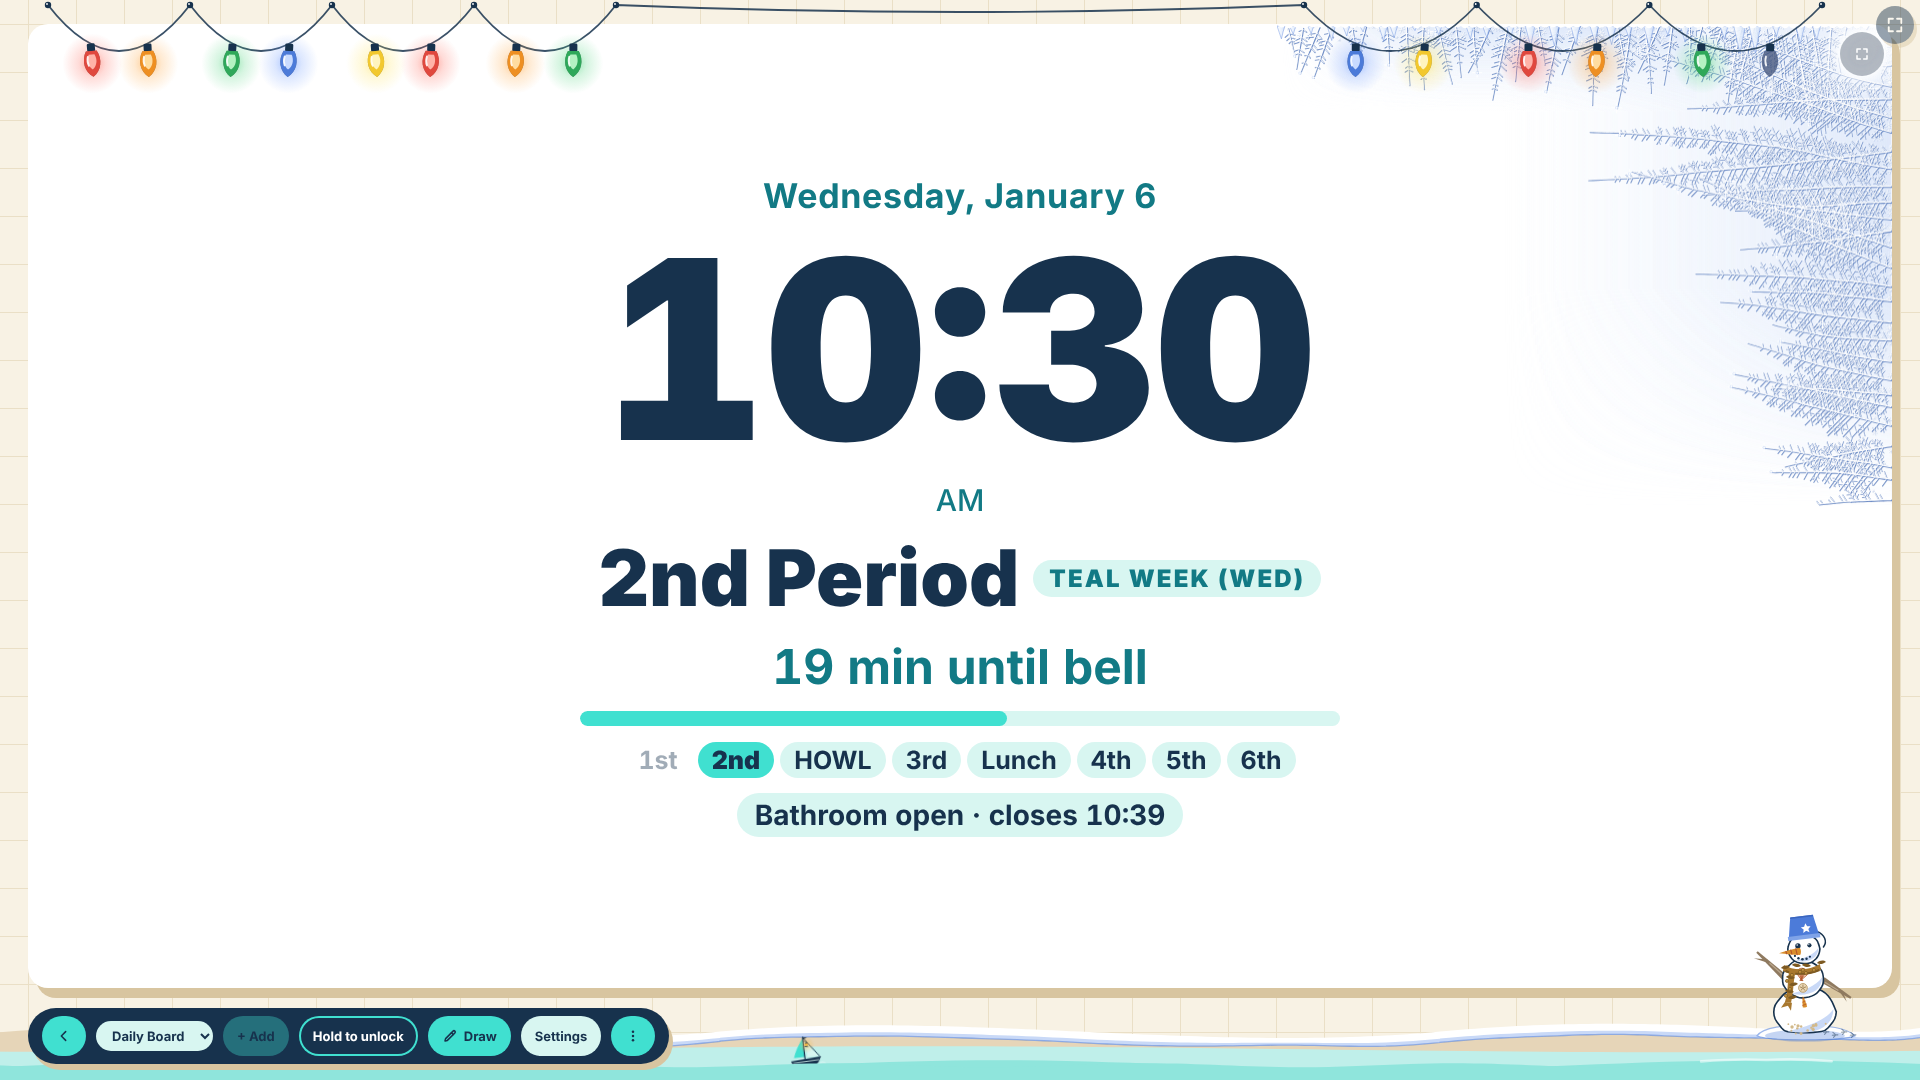 Wednesday, January 6
10:30
AM
2nd Period TEAL WEEK (WED)
19 min until bell
1st 2nd HOWL 3rd Lunch 4th 5th 6th
Bathroom open · closes 10:39
Daily Board + Add Hold to unlock Draw Settings